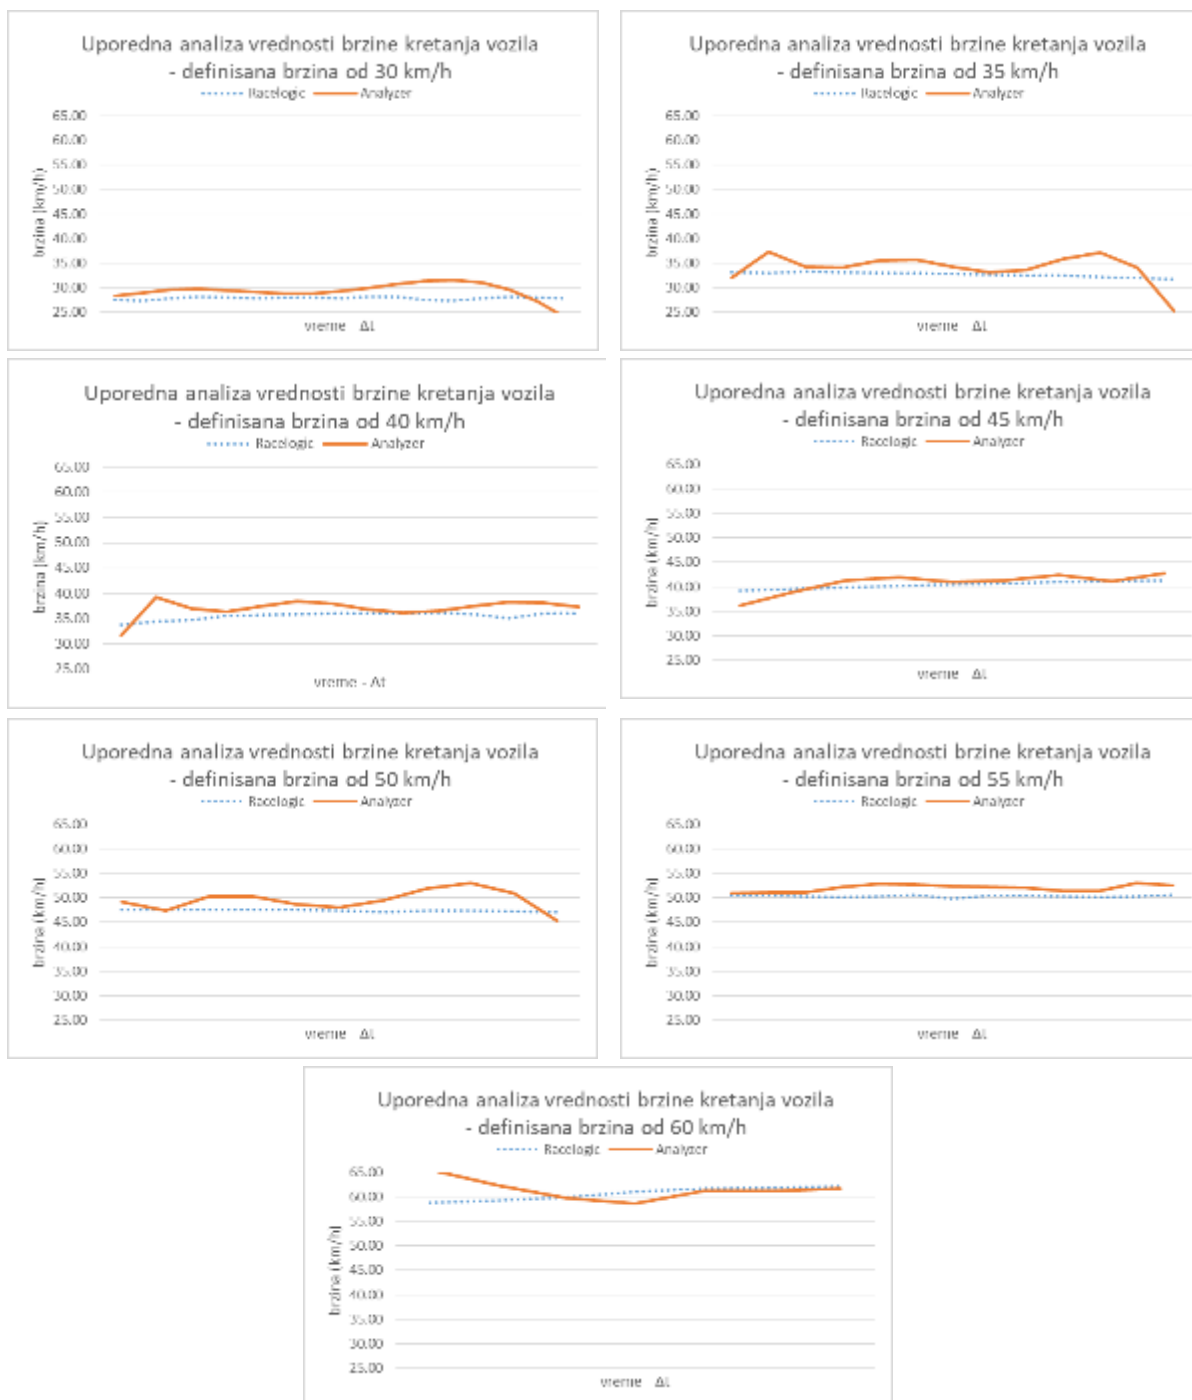 Uporedna analiza vrednosti brzine kretanja vozila
- definisana brzina od 30 km/h
Racelogic Analyzer
65.00
60.00
55.00
50.00
45.00
40.00
35.00
30.00
25.00
brzina (km/h)
vreme Δt
Uporedna analiza vrednosti brzine kretanja vozila
- definisana brzina od 35 km/h
Racelogic Analyzer
65.00
60.00
55.00
50.00
45.00
40.00
35.00
30.00
25.00
brzina (km/h)
vreme Δt
Uporedna analiza vrednosti brzine kretanja vozila
- definisana brzina od 40 km/h
Racelogic Analyzer
65.00
60.00
55.00
50.00
45.00
40.00
35.00
30.00
25.00
brzina (km/h)
vreme - Δt
Uporedna analiza vrednosti brzine kretanja vozila
- definisana brzina od 45 km/h
Racelogic Analyzer
65.00
60.00
55.00
50.00
45.00
40.00
35.00
30.00
25.00
brzina (km/h)
vreme Δt
Uporedna analiza vrednosti brzine kretanja vozila
- definisana brzina od 50 km/h
Racelogic Analyzer
65.00
60.00
55.00
50.00
45.00
40.00
35.00
30.00
25.00
brzina (km/h)
vreme Δt
Uporedna analiza vrednosti brzine kretanja vozila
- definisana brzina od 55 km/h
Racelogic Analyzer
65.00
60.00
55.00
50.00
45.00
40.00
35.00
30.00
25.00
brzina (km/h)
vreme Δt
Uporedna analiza vrednosti brzine kretanja vozila
- definisana brzina od 60 km/h
Racelogic Analyzer
65.00
60.00
55.00
50.00
45.00
40.00
35.00
30.00
25.00
brzina (km/h)
vreme Δt